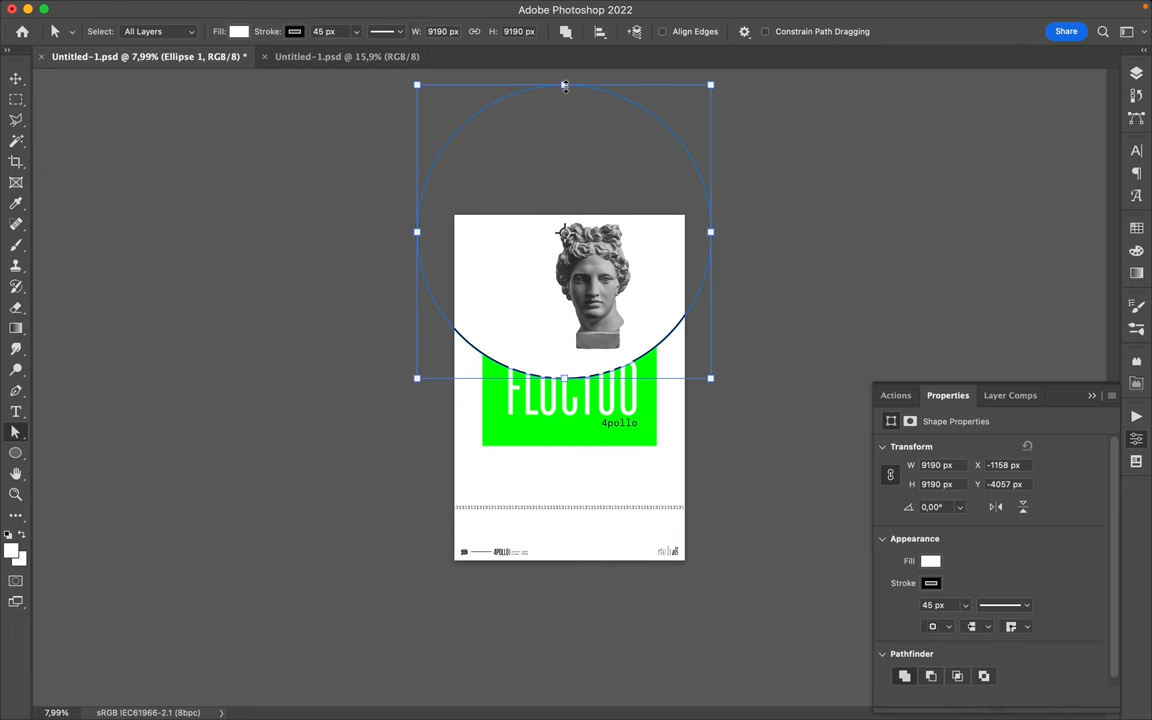 Adobe Photoshop 2022
Select: All Layers Fill: Stroke: 45 px W: 9190 px H: 9190 px Align Edges Constrain Path Dragging Share
Untitled-1.psd @ 7,99% (Ellipse 1, RGB/8) * Untitled-1.psd @ 15,9% (RGB/8)
FLUCTUO
4pollo
4POLLO
Actions Properties Layer Comps
Shape Properties
Transform
W 9190 px X -1158 px
H 9190 px Y -4057 px
0,00°
Appearance
Fill
Stroke
45 px
Pathfinder
7,99% sRGB IEC61966-2.1 (8bpc)